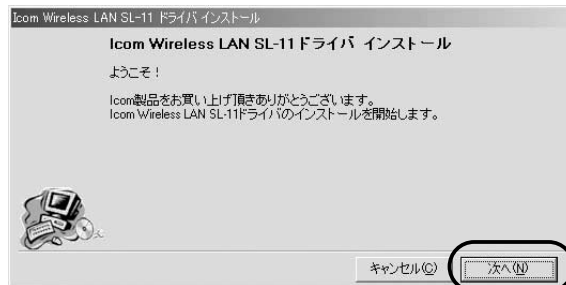 Icom Wireless LAN SL-11 ドライバ インストール
Icom Wireless LAN SL-11ドライバ インストール
ようこそ！
Icom製品をお買い上げ頂きありがとうございます。
Icom Wireless LAN SL-11ドライバのインストールを開始します。
キャンセル(C)
次へ(N)